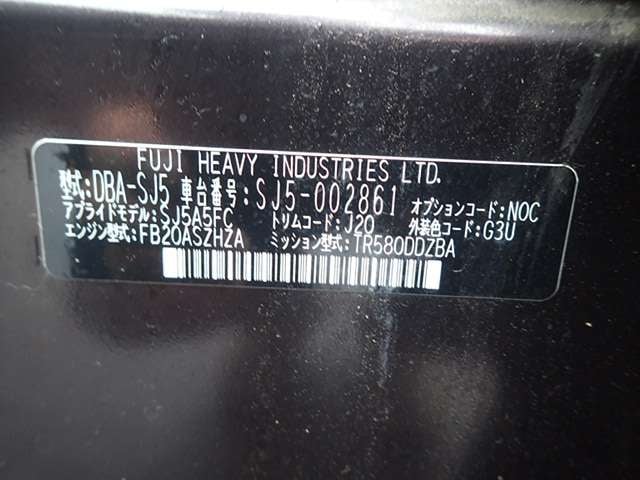 FUJI HEAVY INDUSTRIES LTD.
型式:DBA-SJ5 車台番号:SJ5-002861 オプションコード:NOC
アプライドモデル:SJ5A5FC トリムコード:J20 外装色コード:G3U
エンジン型式:FB20ASZHZA ミッション型式:TR580DDZBA